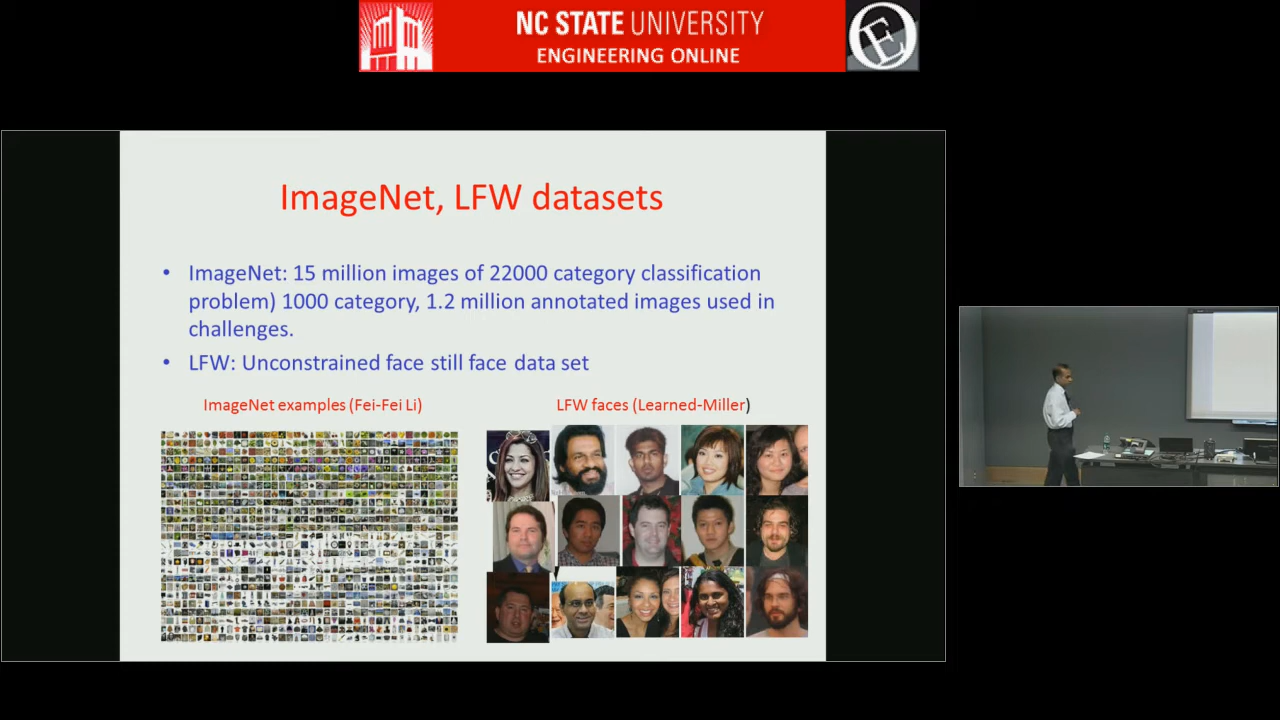 NC STATE UNIVERSITY
ENGINEERING ONLINE
ImageNet, LFW datasets
• ImageNet: 15 million images of 22000 category classification
problem) 1000 category, 1.2 million annotated images used in
challenges.
• LFW: Unconstrained face still face data set
ImageNet examples (Fei-Fei Li)
LFW faces (Learned-Miller)